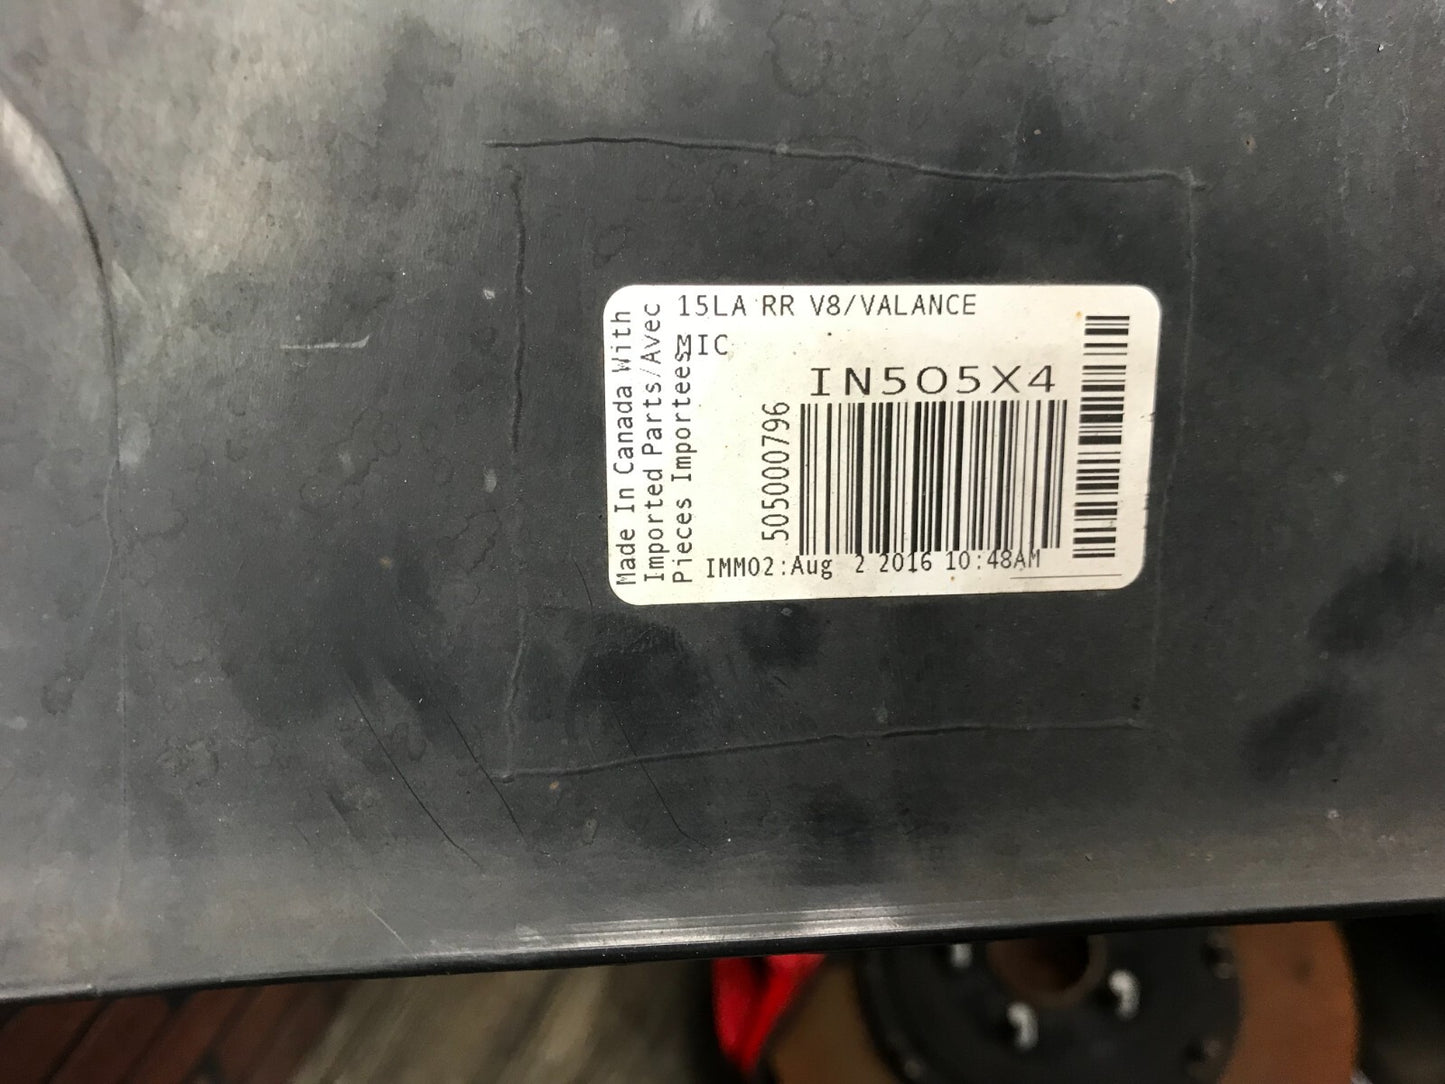 15LA RR V8/VALANCE
MIC
IN505X4
505000796
IMM02:Aug 2 2016 10:48AM
Made In Canada With
Imported Parts/Avec
Pieces Importees